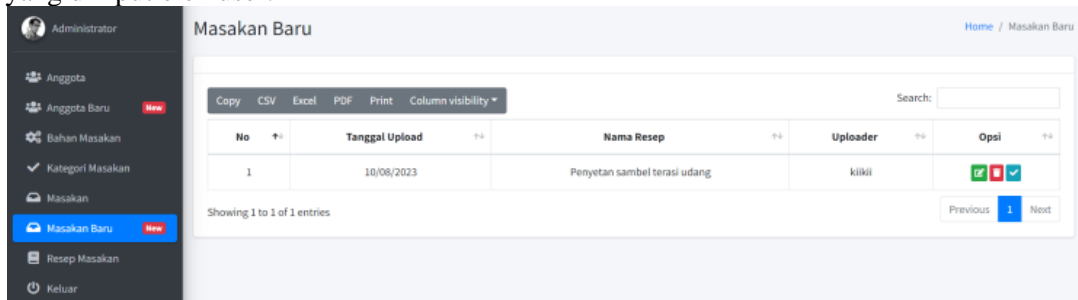 Administrator
Masakan Baru
Home / Masakan Baru
Anggota
Anggota Baru New
Bahan Masakan
Kategori Masakan
Masakan
Masakan Baru New
Resep Masakan
Keluar
Copy CSV Excel PDF Print Column visibility
Search:
No Tanggal Upload Nama Resep Uploader Opsi
1 10/08/2023 Penyetan sambel terasi udang kiikii
Showing 1 to 1 of 1 entries
Previous 1 Next